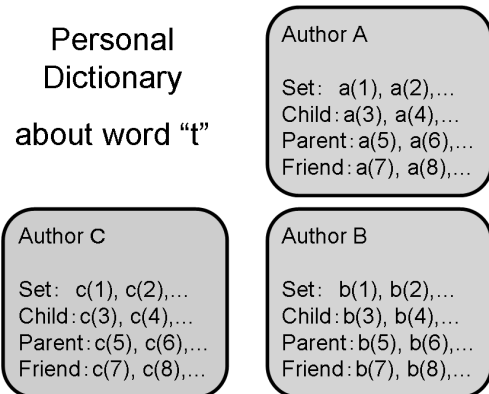 Personal
Dictionary
about word “t”
Author A
Set: a(1), a(2),...
Child:a(3), a(4),...
Parent:a(5), a(6),...
Friend:a(7), a(8),...
Author C
Set: c(1), c(2),...
Child:c(3), c(4),...
Parent:c(5), c(6),...
Friend:c(7), c(8),...
Author B
Set: b(1), b(2),...
Child:b(3), b(4),...
Parent:b(5), b(6),...
Friend:b(7), b(8),...